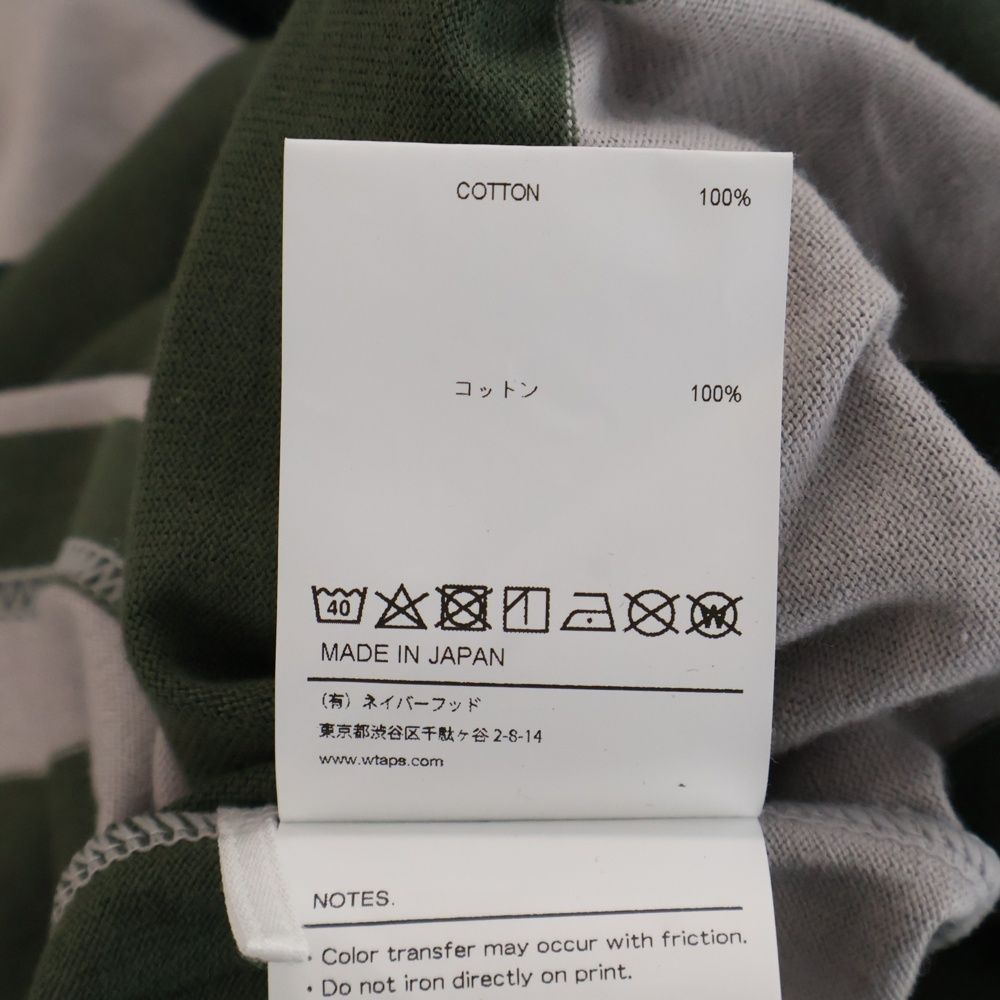 COTTON 100%
コットン 100%
40 W
MADE IN JAPAN
(有) ネイバーフッド
東京都渋谷区千駄ヶ谷 2-8-14
www.wtaps.com
NOTES.
・Color transfer may occur with friction.
・Do not iron directly on print.